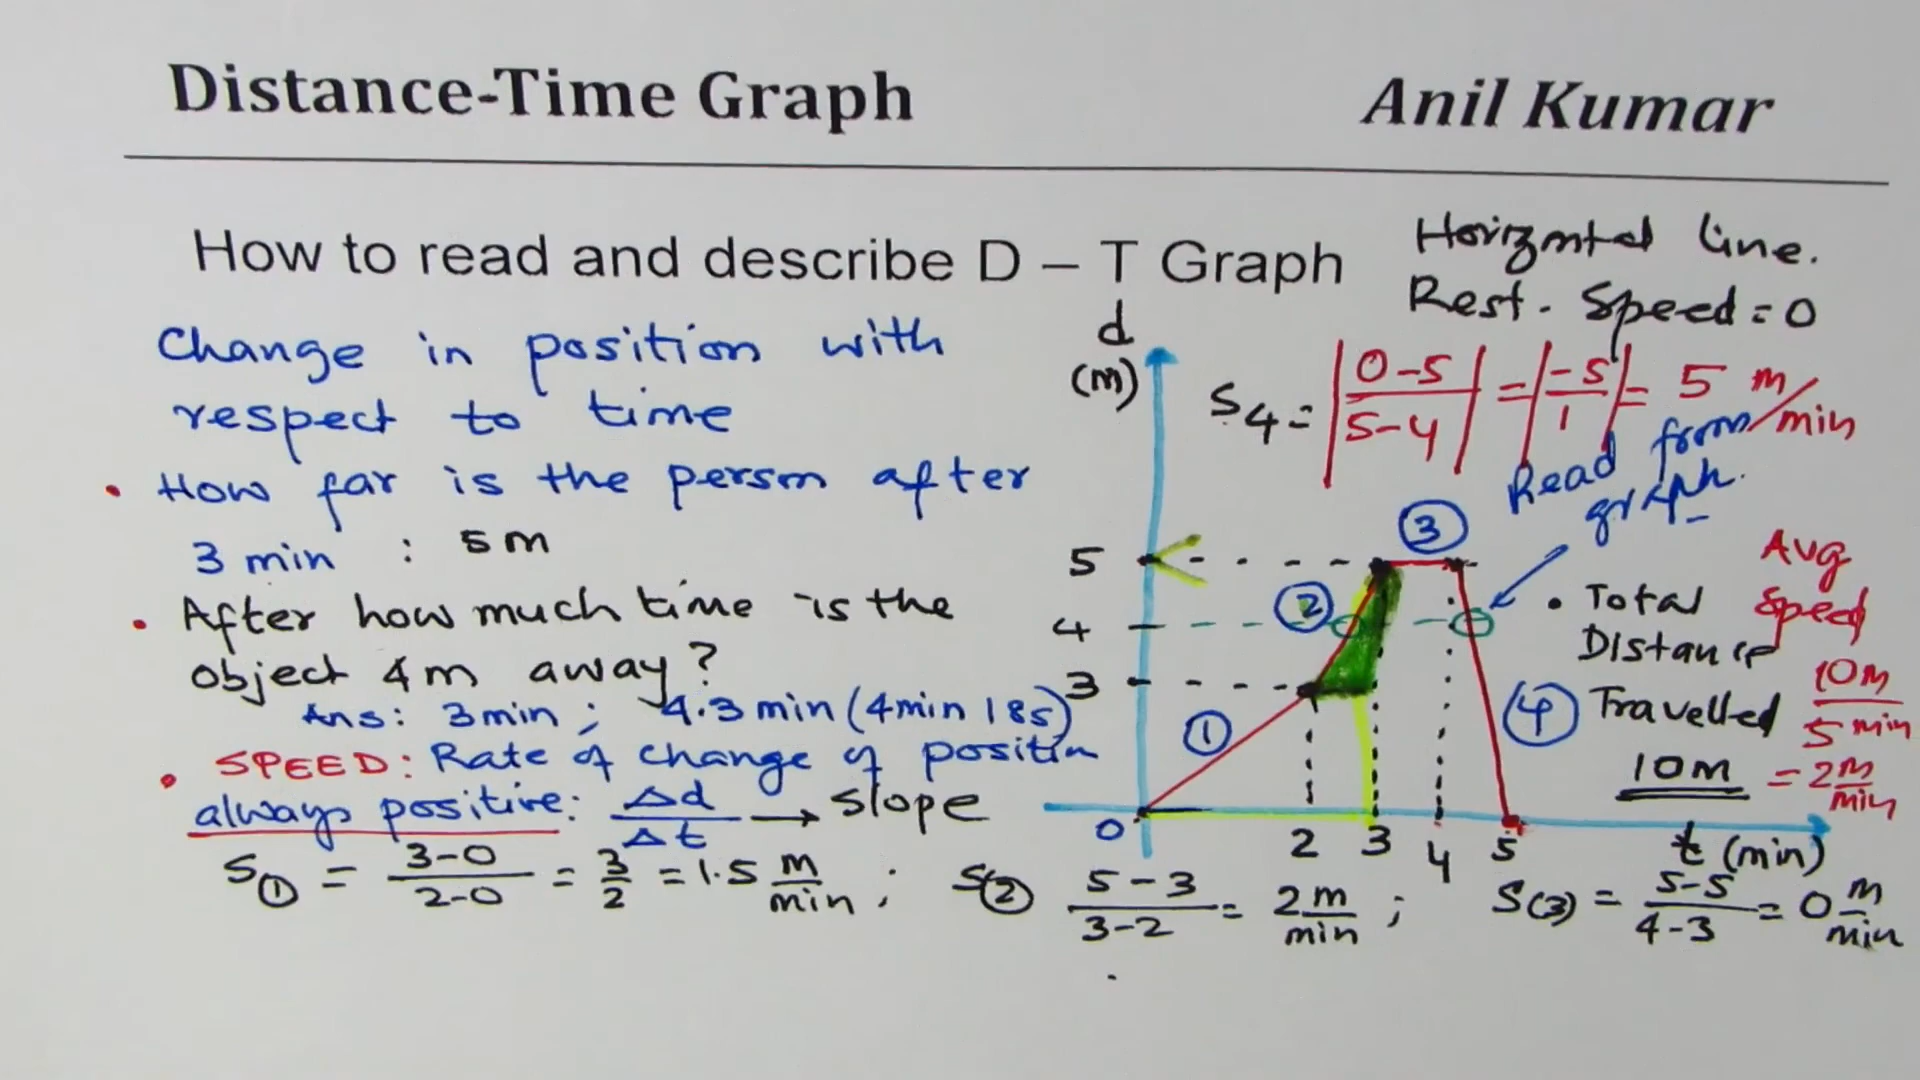 Distance-Time Graph
Anil Kumar
How to read and describe D – T Graph
Horizontal line.
Rest. Speed = 0
Change in position with
respect to time
• How far is the person after
3 min : 5m
• After how much time is the
object 4m away?
Ans: 3min ; 4.3 min (4min 18s)
• SPEED: Rate of change of position
always positive: Δd/Δt → slope
S① = 3-0/2-0 = 3/2 = 1.5 m/min ;
S② 5-3/3-2 = 2m/min ;
S(3) = 5-5/4-3 = 0 m/min
d
(m)
S4 = |0-5/5-4| = |-5/1| = 5 m/min
Read from
graph.
5
4
3
0
2 3 4 5
t (min)
①
②
③
④
• Total
Distance
Travelled
10m
Avg
Speed
10m/5min
= 2m/min